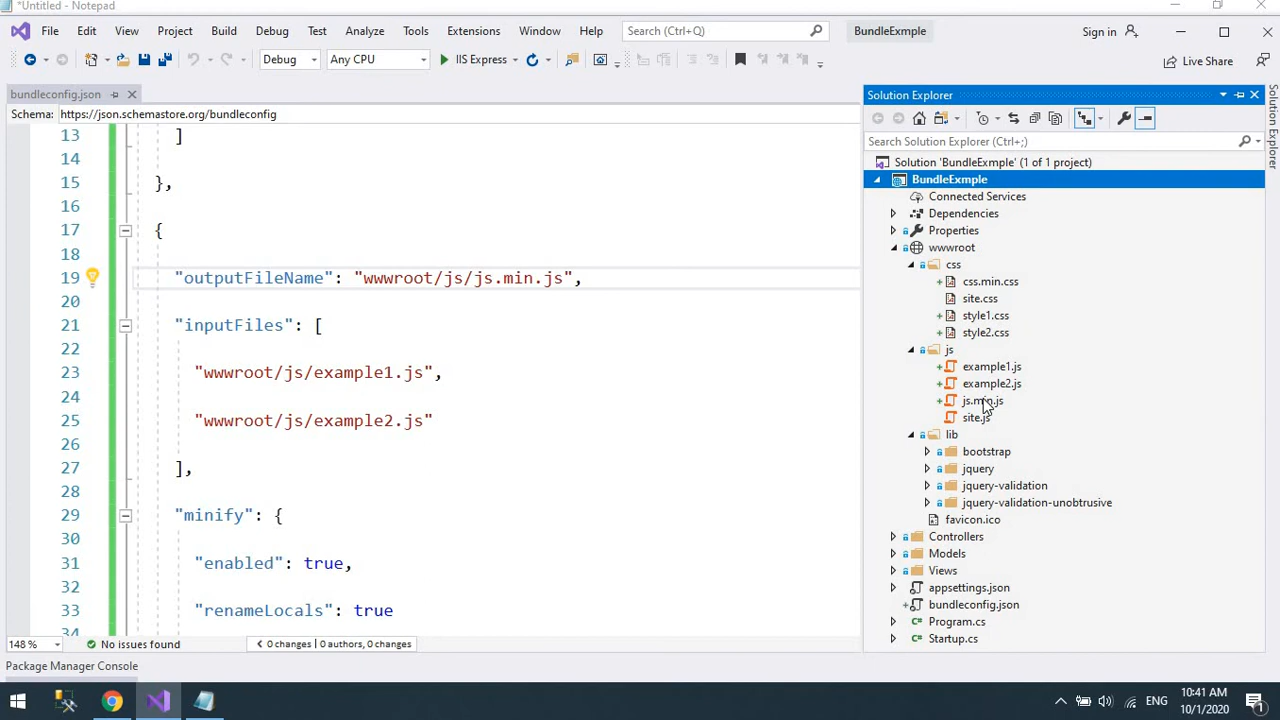 *Untitled - Notepad
File Edit View Project Build Debug Test Analyze Tools Extensions Window Help Search (Ctrl+Q) BundleExmple Sign in
Debug Any CPU IIS Express Live Share
bundleconfig.json
Schema: https://json.schemastore.org/bundleconfig
13 ]
14
15 },
16
17 {
18
19 "outputFileName": "wwwroot/js/js.min.js",
20
21 "inputFiles": [
22
23 "wwwroot/js/example1.js",
24
25 "wwwroot/js/example2.js"
26
27 ],
28
29 "minify": {
30
31 "enabled": true,
32
33 "renameLocals": true
34
148 % No issues found 0 changes | 0 authors, 0 changes
Package Manager Console
Solution Explorer
Search Solution Explorer (Ctrl+;)
Solution 'BundleExmple' (1 of 1 project)
BundleExmple
Connected Services
Dependencies
Properties
wwwroot
css
css.min.css
site.css
style1.css
style2.css
js
example1.js
example2.js
js.min.js
site.js
lib
bootstrap
jquery
jquery-validation
jquery-validation-unobtrusive
favicon.ico
Controllers
Models
Views
appsettings.json
bundleconfig.json
C# Program.cs
C# Startup.cs
Solution Explorer
ENG
10:41 AM
10/1/2020
1